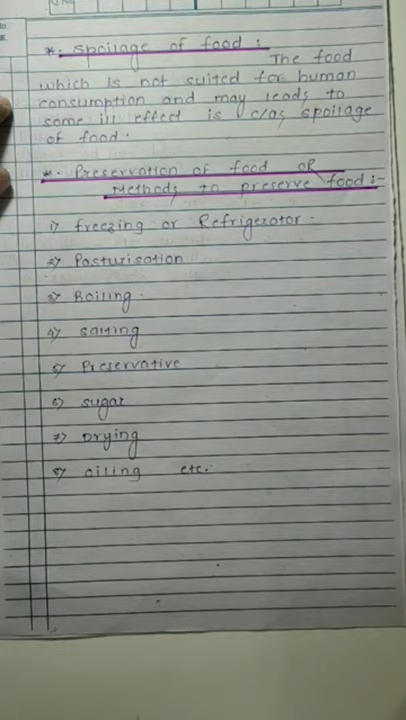 *. Spoilage of food :
The food
which is not suited for human
consumption and may leads to
some ill effect is c/as spoilage
of food.
*. Preservation of food OR
Methods to preserve food :-
1) freezing or Refrigerator -
2) Pasturisation
3) Boiling.
4) Salting
5) Preservative
6) sugar
7) Drying
8) oiling etc.